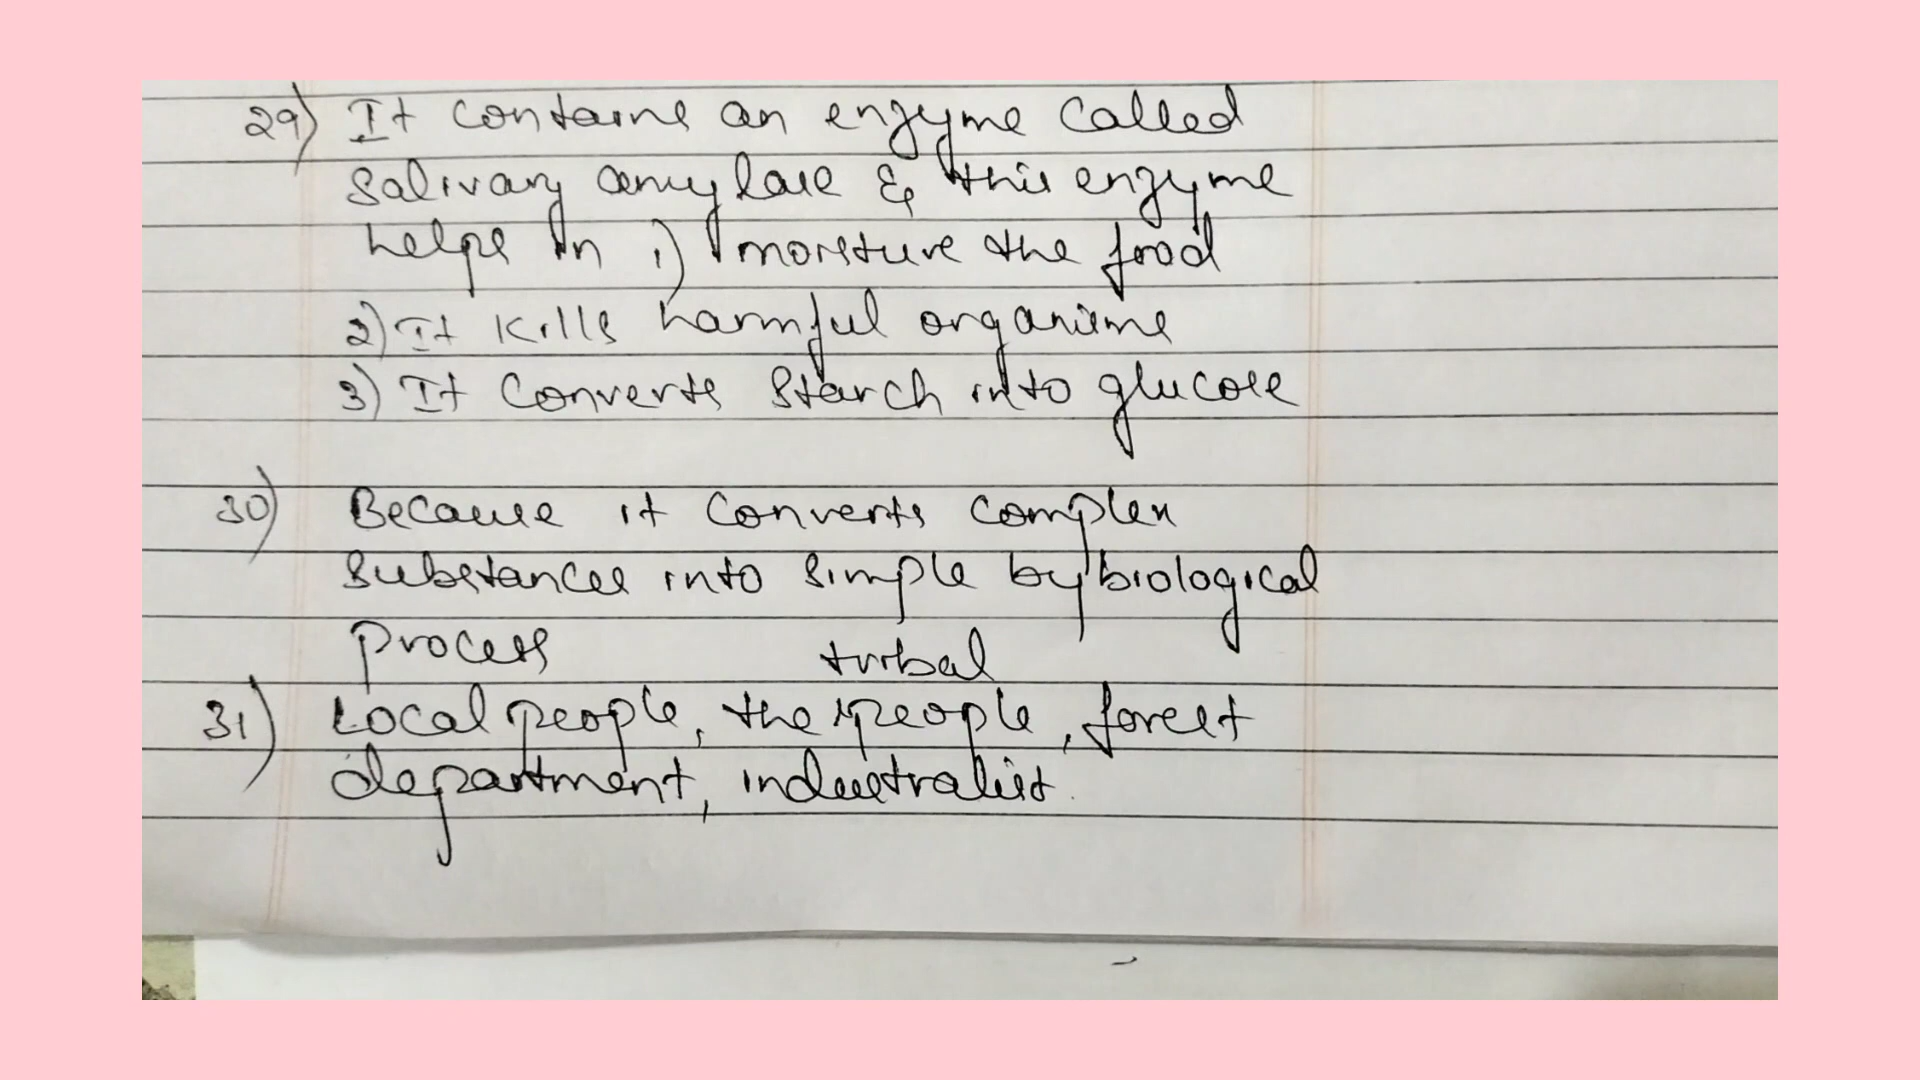 29) It contains an enzyme called
salivary amylase & this enzyme
helps in 1) moisture the food
2) It kills harmful organisms
3) It converts starch into glucose
30) Because it converts complex
substances into simple by biological
process
tribal
31) Local people, the people, forest
department, industralist.